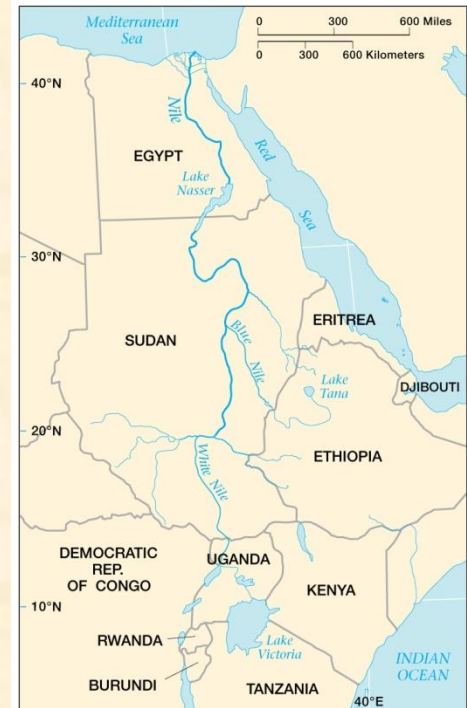 Mediterranean
Sea
0 300 600 Miles
0 300 600 Kilometers
40°N
Nile
EGYPT
Lake
Nasser
Red
Sea
30°N
SUDAN
Blue
Nile
ERITREA
Lake
Tana
DJIBOUTI
20°N
ETHIOPIA
White Nile
DEMOCRATIC
REP.
OF CONGO
UGANDA
KENYA
10°N
RWANDA
Lake
Victoria
INDIAN
OCEAN
BURUNDI
TANZANIA
40°E